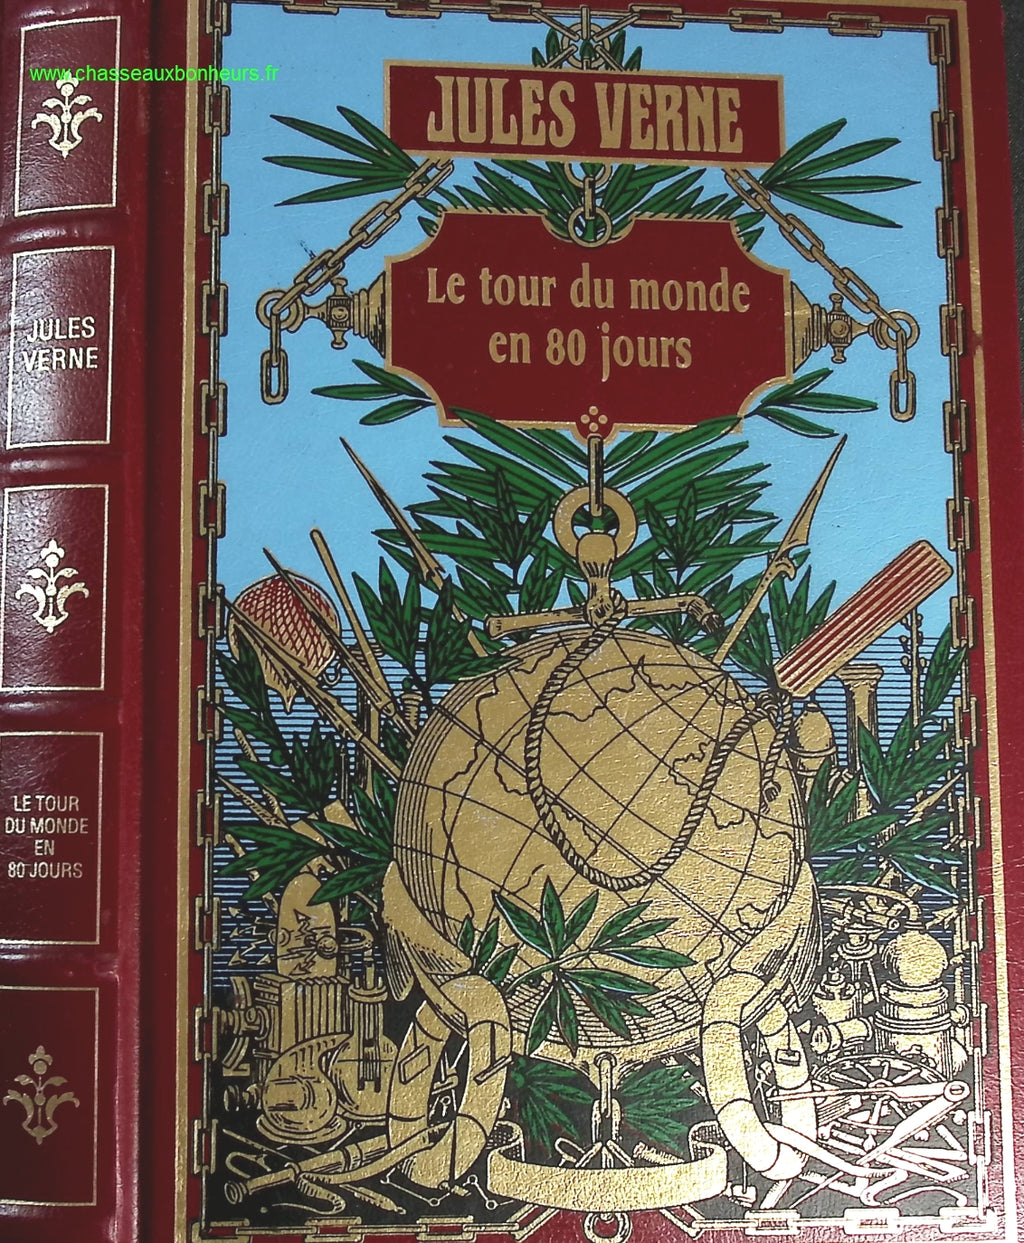 www.chasseauxbonheurs.fr
JULES VERNE
Le tour du monde
en 80 jours
JULES
VERNE
LE TOUR
DU MONDE
EN
80 JOURS